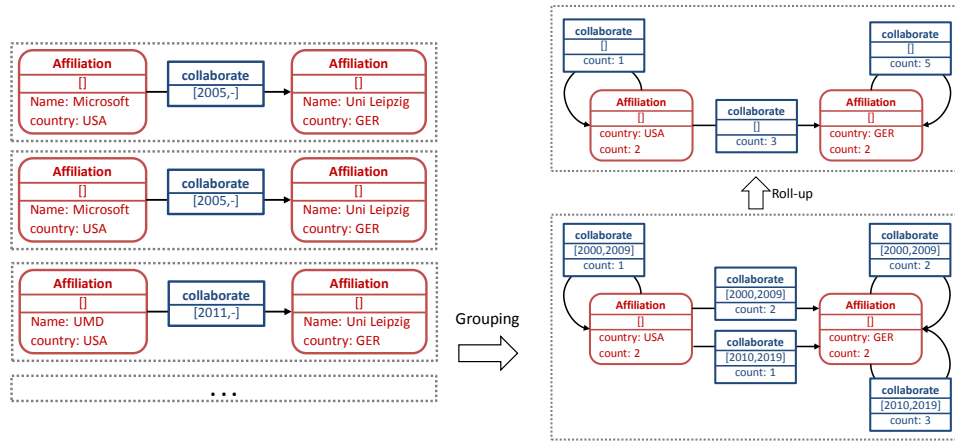 Affiliation
[]
Name: Microsoft
country: USA
collaborate
[2005,-]
Affiliation
[]
Name: Uni Leipzig
country: GER
Affiliation
[]
Name: Microsoft
country: USA
collaborate
[2005,-]
Affiliation
[]
Name: Uni Leipzig
country: GER
Affiliation
[]
Name: UMD
country: USA
collaborate
[2011,-]
Affiliation
[]
Name: Uni Leipzig
country: GER
...
Grouping
collaborate
[]
count: 1
collaborate
[]
count: 5
Affiliation
[]
country: USA
count: 2
collaborate
[]
count: 3
Affiliation
[]
country: GER
count: 2
Roll-up
collaborate
[2000,2009]
count: 1
collaborate
[2000,2009]
count: 2
Affiliation
[]
country: USA
count: 2
collaborate
[2000,2009]
count: 2
collaborate
[2010,2019]
count: 1
Affiliation
[]
country: GER
count: 2
collaborate
[2010,2019]
count: 3